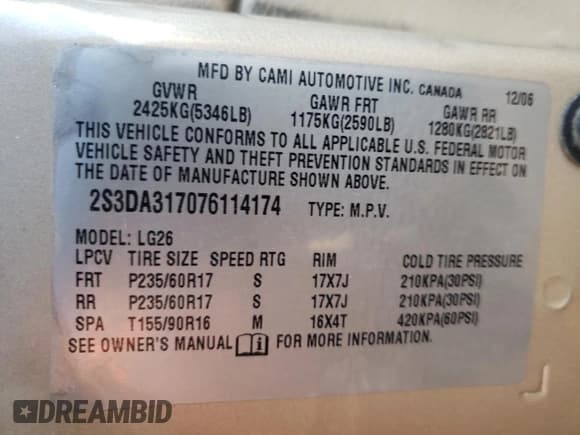 MFD BY CAMI AUTOMOTIVE INC. CANADA 12/06
GVWR GAWR FRT GAWR RR
2425KG(5346LB) 1175KG(2590LB) 1280KG(2821LB)
THIS VEHICLE CONFORMS TO ALL APPLICABLE U.S. FEDERAL MOTOR
VEHICLE SAFETY AND THEFT PREVENTION STANDARDS IN EFFECT ON
THE DATE OF MANUFACTURE SHOWN ABOVE.
2S3DA317076114174 TYPE: M.P.V.
MODEL: LG26
LPCV TIRE SIZE SPEED RTG RIM COLD TIRE PRESSURE
FRT P235/60R17 S 17X7J 210KPA(30PSI)
RR P235/60R17 S 17X7J 210KPA(30PSI)
SPA T155/90R16 M 16X4T 420KPA(60PSI)
SEE OWNER'S MANUAL FOR MORE INFORMATION.
DREAMBID